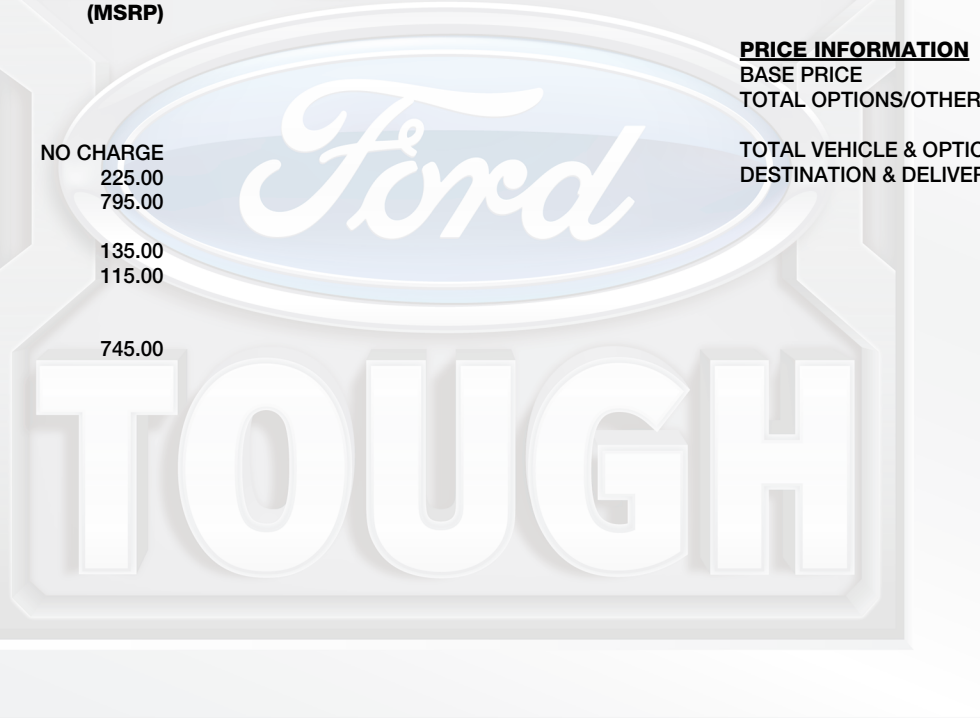 (MSRP)
NO CHARGE
225.00
795.00
135.00
115.00
745.00
PRICE INFORMATION
BASE PRICE
TOTAL OPTIONS/OTHER
TOTAL VEHICLE & OPTIO
DESTINATION & DELIVER
Ford
TOUGH